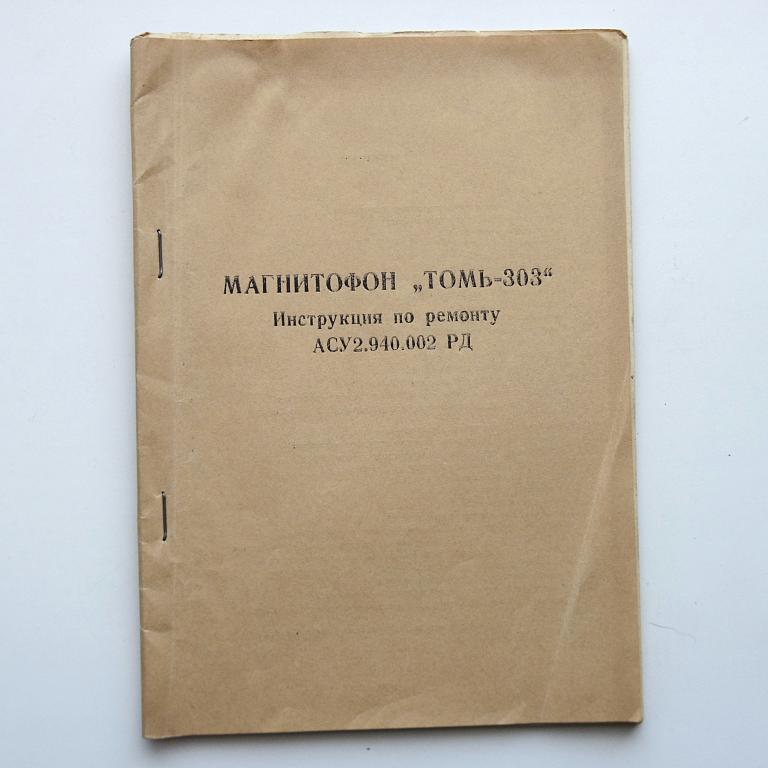 МАГНИТОФОН „ТОМЬ-303“
Инструкция по ремонту
АСУ2.940.002 РД